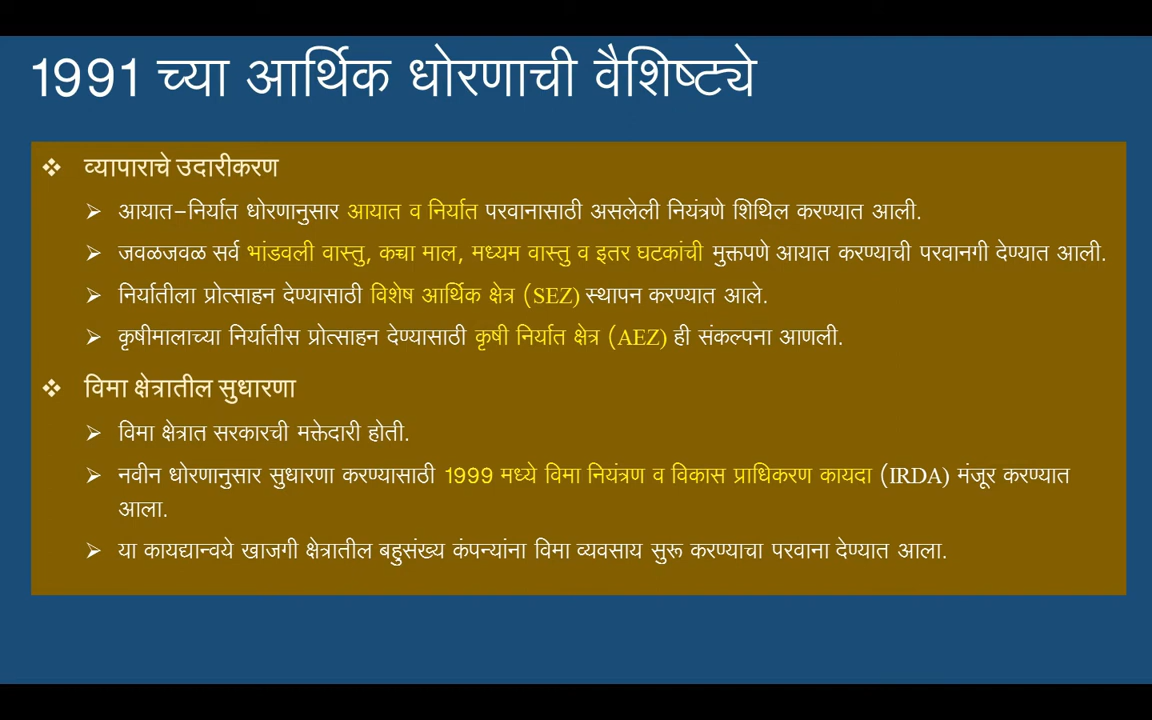 1991 च्या आर्थिक धोरणाची वैशिष्ट्ये
❖ व्यापाराचे उदारीकरण
➢ आयात-निर्यात धोरणानुसार आयात व निर्यात परवानासाठी असलेली नियंत्रणे शिथिल करण्यात आली.
➢ जवळजवळ सर्व भांडवली वास्तु, कच्चा माल, मध्यम वास्तु व इतर घटकांची मुक्तपणे आयात करण्याची परवानगी देण्यात आली.
➢ निर्यातीला प्रोत्साहन देण्यासाठी विशेष आर्थिक क्षेत्र (SEZ) स्थापन करण्यात आले.
➢ कृषीमालाच्या निर्यातीस प्रोत्साहन देण्यासाठी कृषी निर्यात क्षेत्र (AEZ) ही संकल्पना आणली.
❖ विमा क्षेत्रातील सुधारणा
➢ विमा क्षेत्रात सरकारची मक्तेदारी होती.
➢ नवीन धोरणानुसार सुधारणा करण्यासाठी 1999 मध्ये विमा नियंत्रण व विकास प्राधिकरण कायदा (IRDA) मंजूर करण्यात
आला.
➢ या कायद्यान्वये खाजगी क्षेत्रातील बहुसंख्य कंपन्यांना विमा व्यवसाय सुरू करण्याचा परवाना देण्यात आला.